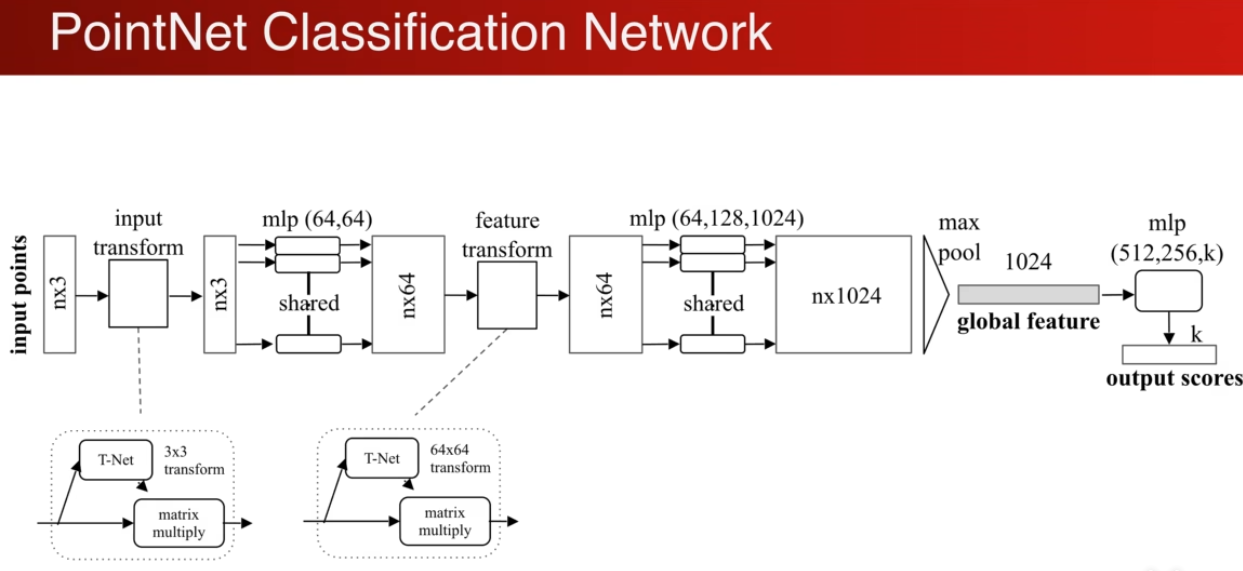 PointNet Classification Network
input points
nx3
input
transform
nx3
mlp (64,64)
shared
nx64
feature
transform
nx64
mlp (64,128,1024)
shared
nx1024
max
pool
1024
global feature
mlp
(512,256,k)
k
output scores
T-Net
3x3
transform
matrix
multiply
T-Net
64x64
transform
matrix
multiply